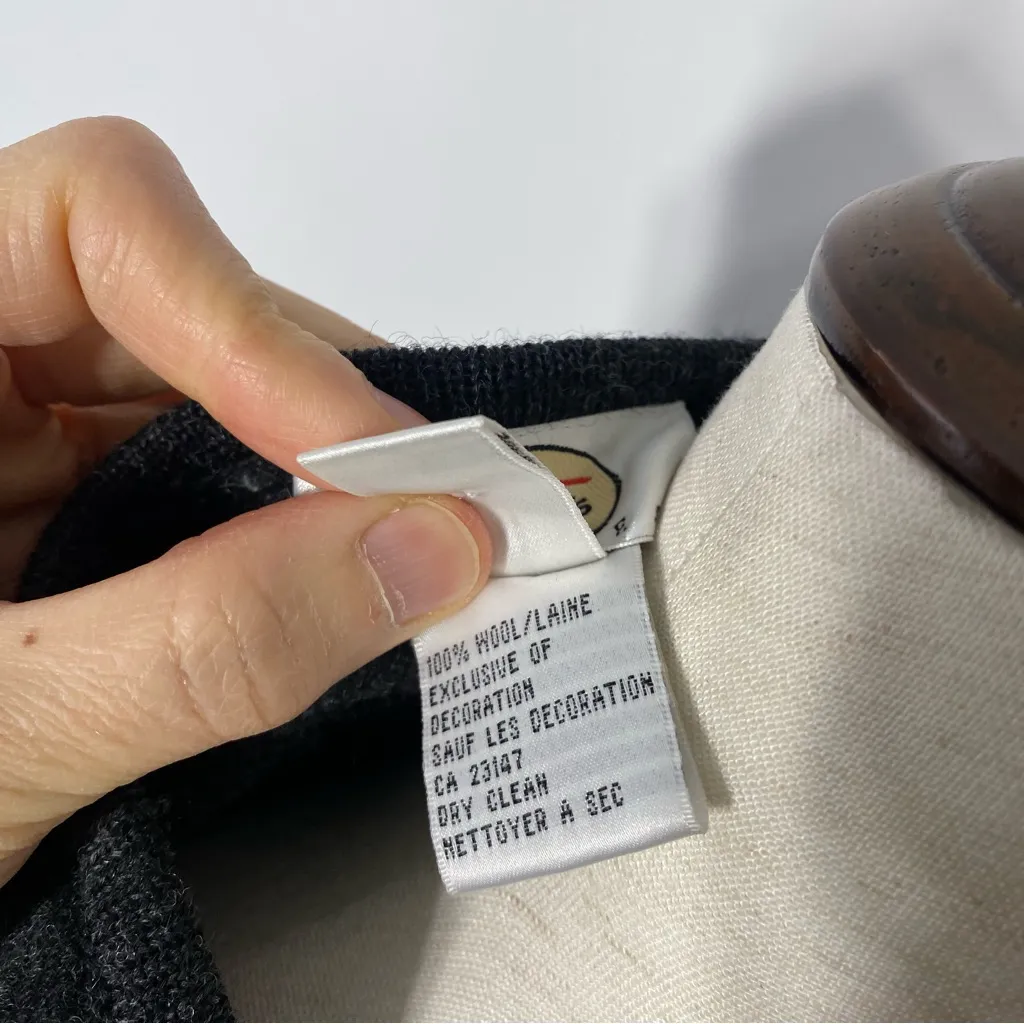 100% WOOL/LAINE
EXCLUSIVE OF
DECORATION
SAUF LES DECORATION
CA 23147
DRY CLEAN
NETTOYER A SEC